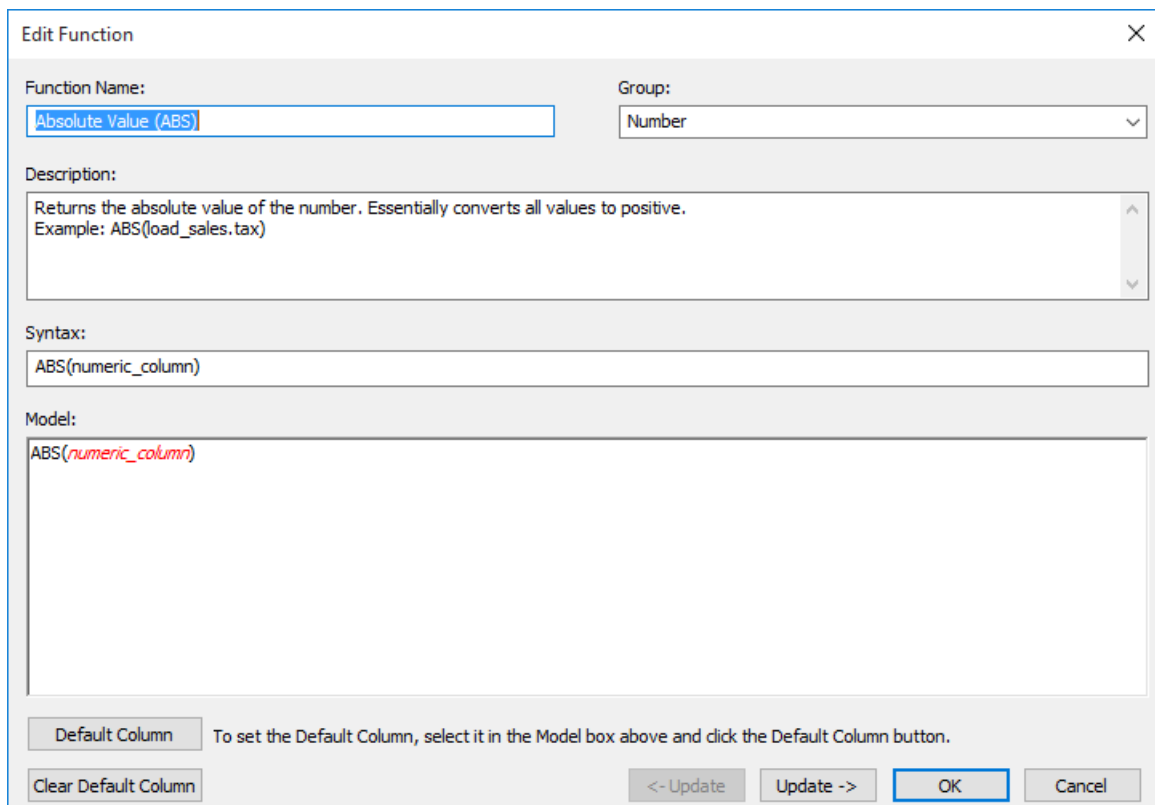 Edit Function
Function Name:
Group:
Absolute Value (ABS)
Number
Description:
Returns the absolute value of the number. Essentially converts all values to positive.
Example: ABS(load_sales.tax)
Syntax:
ABS(numeric_column)
Model:
ABS(numeric_column)
Default Column
To set the Default Column, select it in the Model box above and click the Default Column button.
Clear Default Column
<- Update
Update ->
OK
Cancel